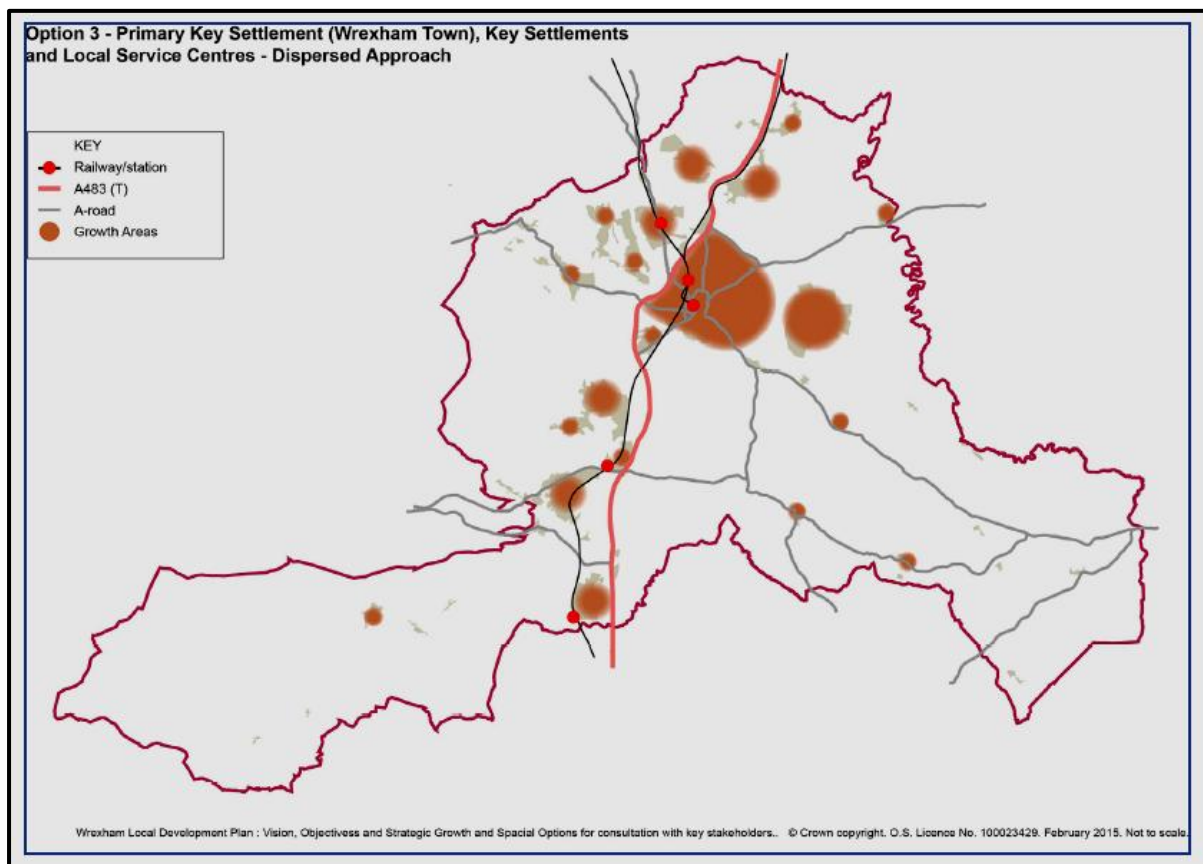 Option 3 - Primary Key Settlement (Wrexham Town), Key Settlements
and Local Service Centres - Dispersed Approach
KEY
Railway/station
A483 (T)
A-road
Growth Areas
Wrexham Local Development Plan : Vision, Objectivess and Strategic Growth and Spacial Options for consultation with key stakeholders.. © Crown copyright. O.S. Licence No. 100023429. February 2015. Not to scale.